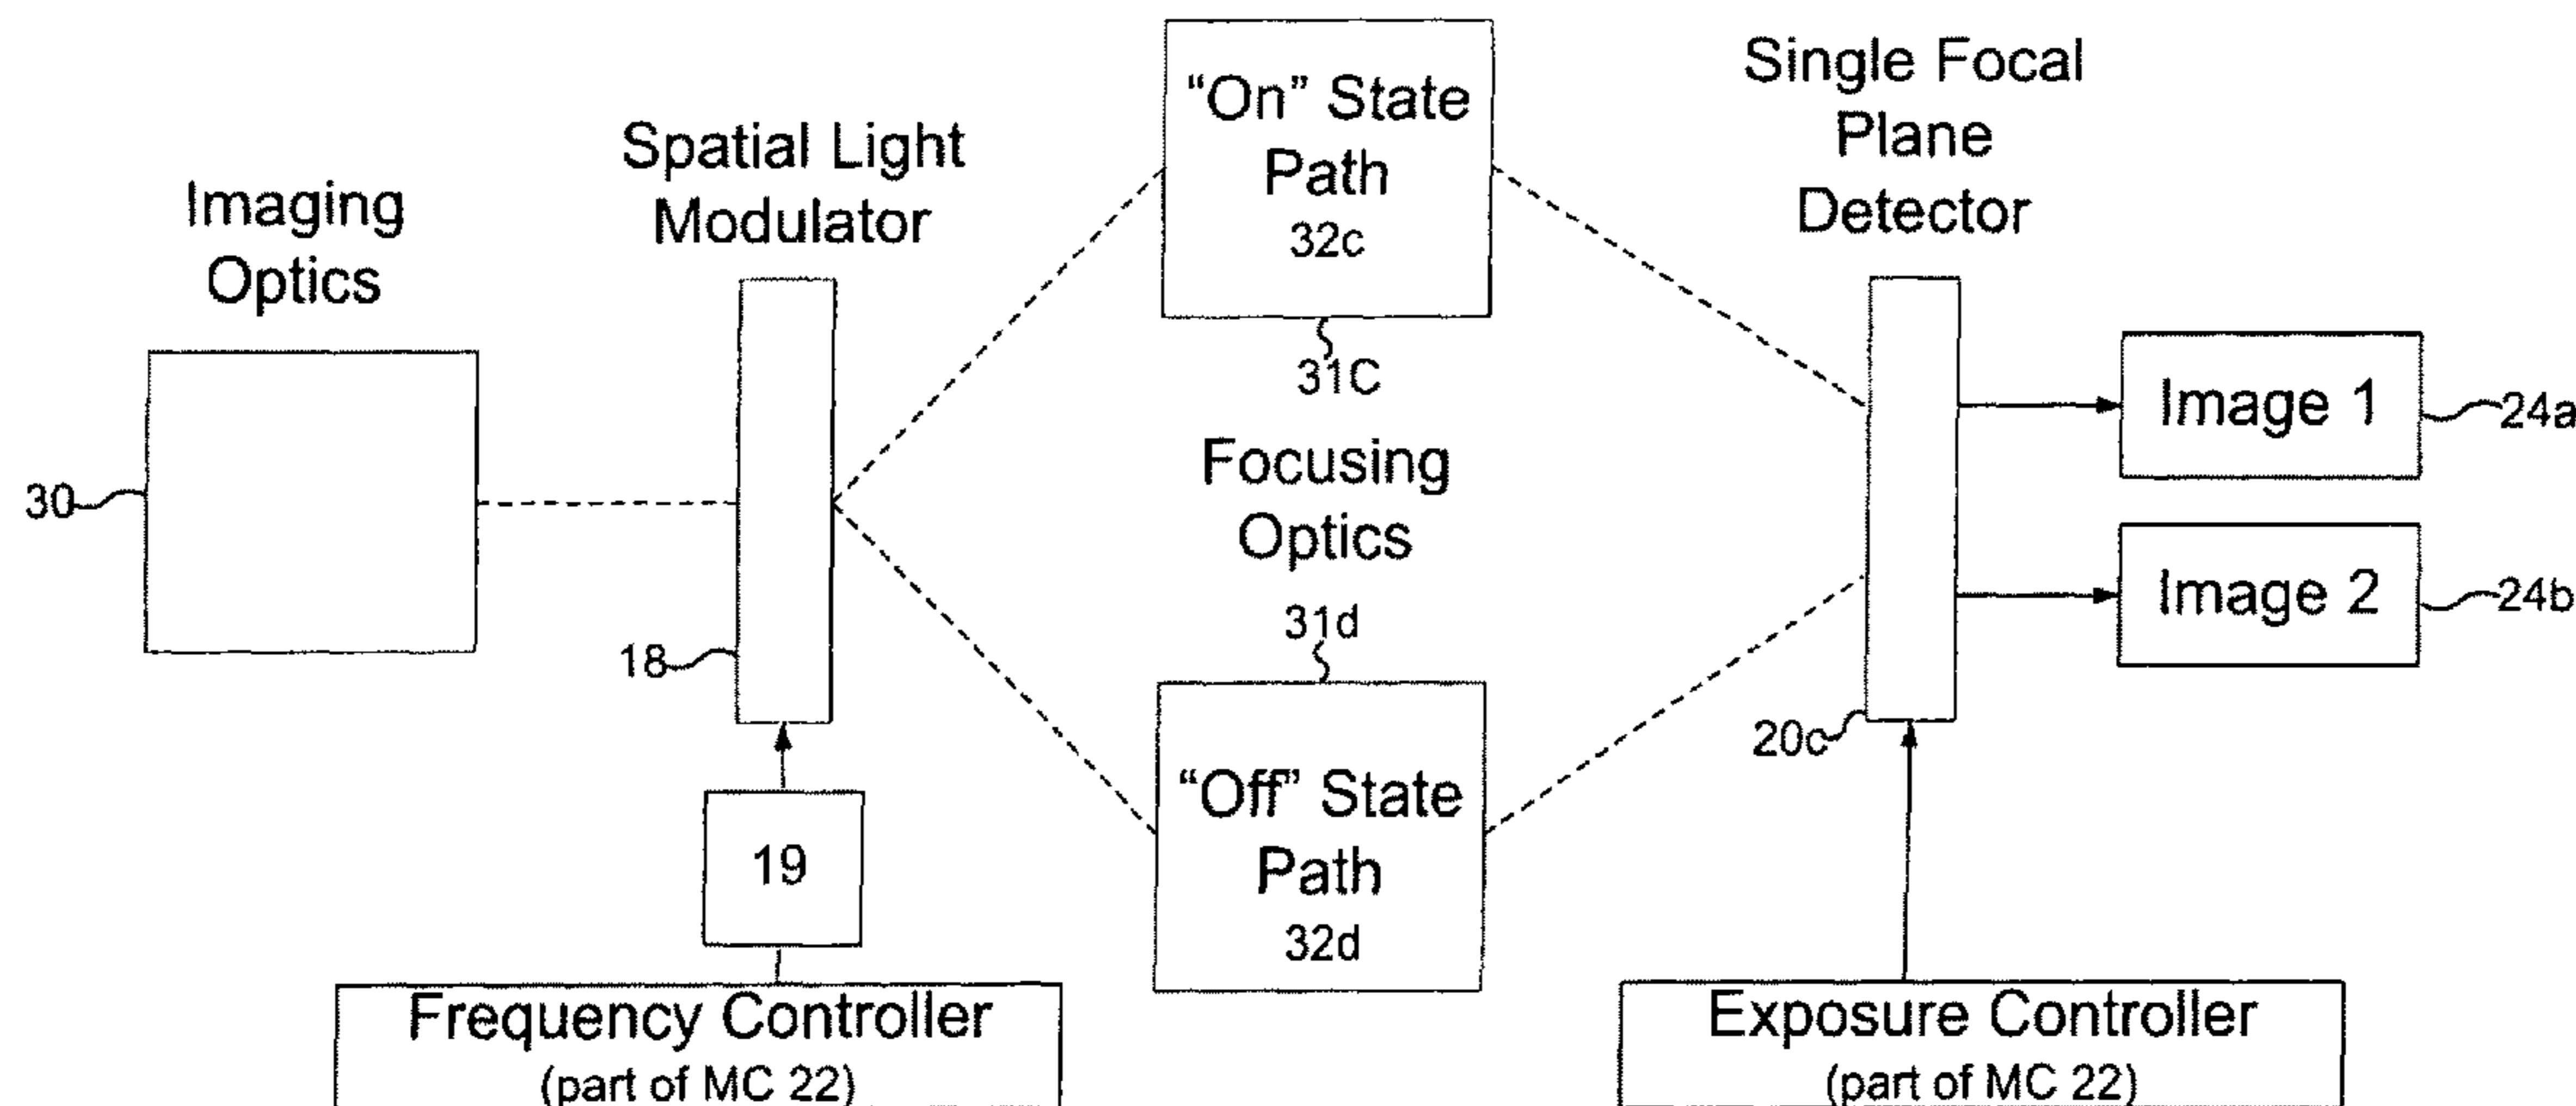 Imaging
Optics
30
Spatial Light
Modulator
18
19
Frequency Controller
(part of MC 22)
“On” State
Path
32c
31C
Focusing
Optics
31d
“Off” State
Path
32d
Single Focal
Plane
Detector
20c
Exposure Controller
(part of MC 22)
Image 1
24a
Image 2
24b